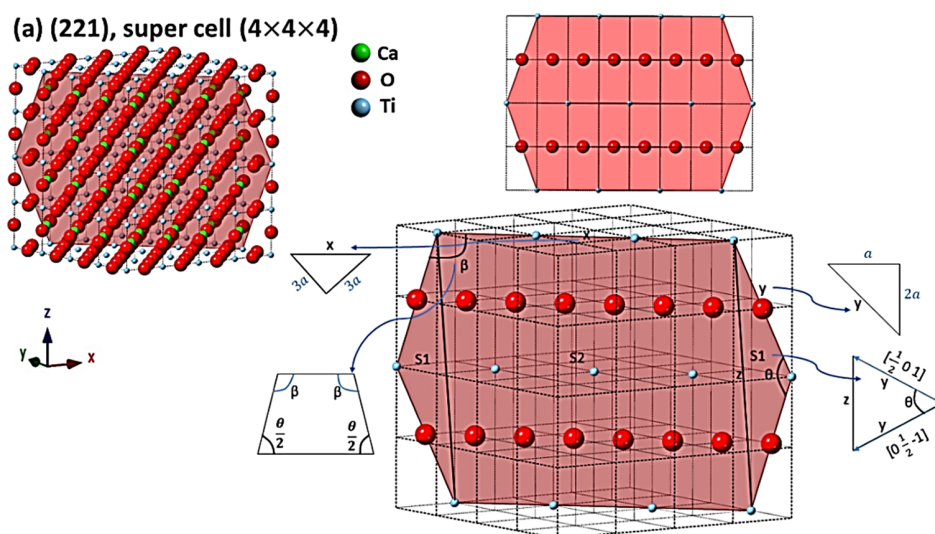 (a) (221), super cell (4×4×4)
Ca
O
Ti
x
3a
3a
x
β
y
a
y
2a
z
y
x
S1
S2
S1
z
θ
β
β
θ/2
θ/2
[1/2 0 1]
y
z
θ
y
[0 1/2 -1]